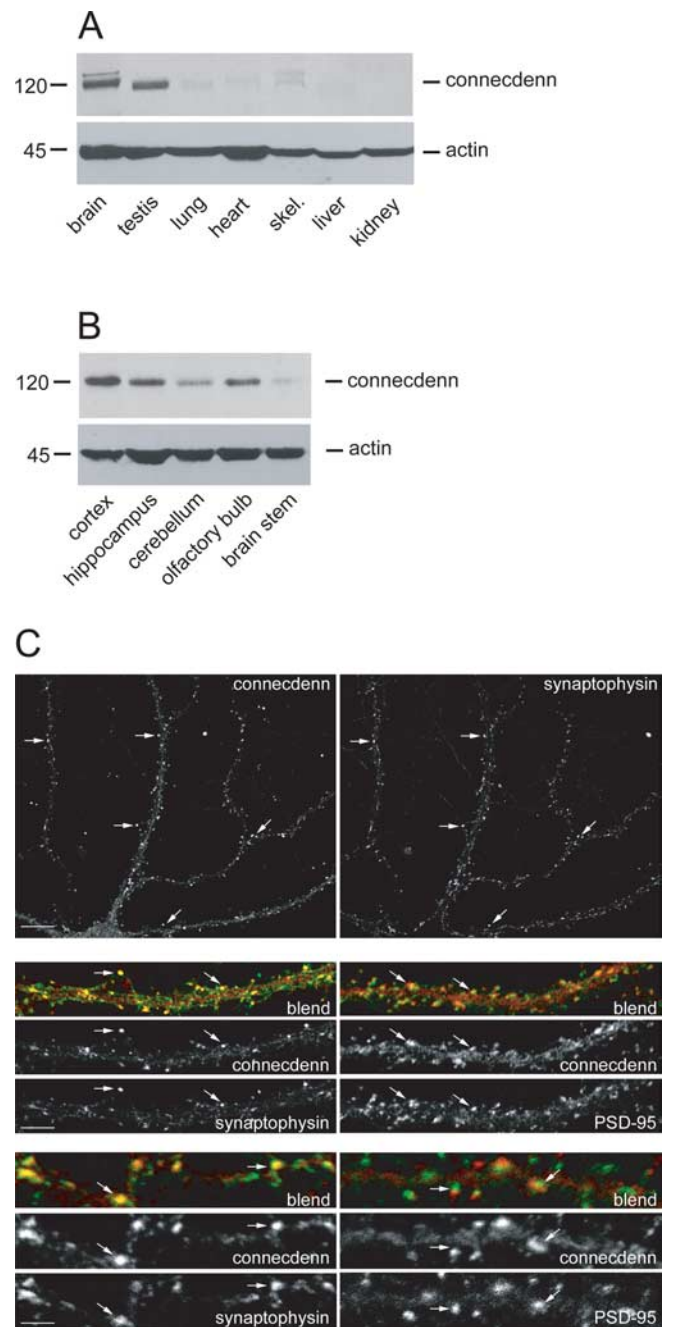 A
120
connecdenn
45
actin
brain
testis
lung
heart
skel.
liver
kidney
B
120
connecdenn
45
actin
cortex
hippocampus
cerebellum
olfactory bulb
brain stem
C
connecdenn
synaptophysin
blend
blend
connecdenn
connecdenn
synaptophysin
PSD-95
blend
blend
connecdenn
connecdenn
synaptophysin
PSD-95